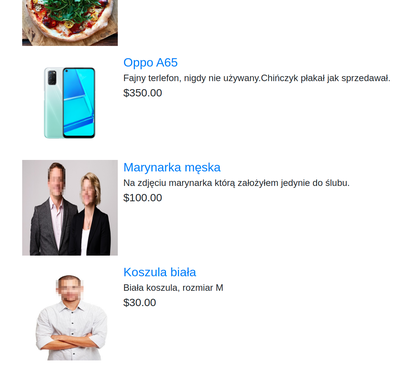 Oppo A65
Fajny terlefon, nigdy nie używany.Chińczyk płakał jak sprzedawał.
$350.00
Marynarka męska
Na zdjęciu marynarka którą założyłem jedynie do ślubu.
$100.00
Koszula biała
Biała koszula, rozmiar M
$30.00